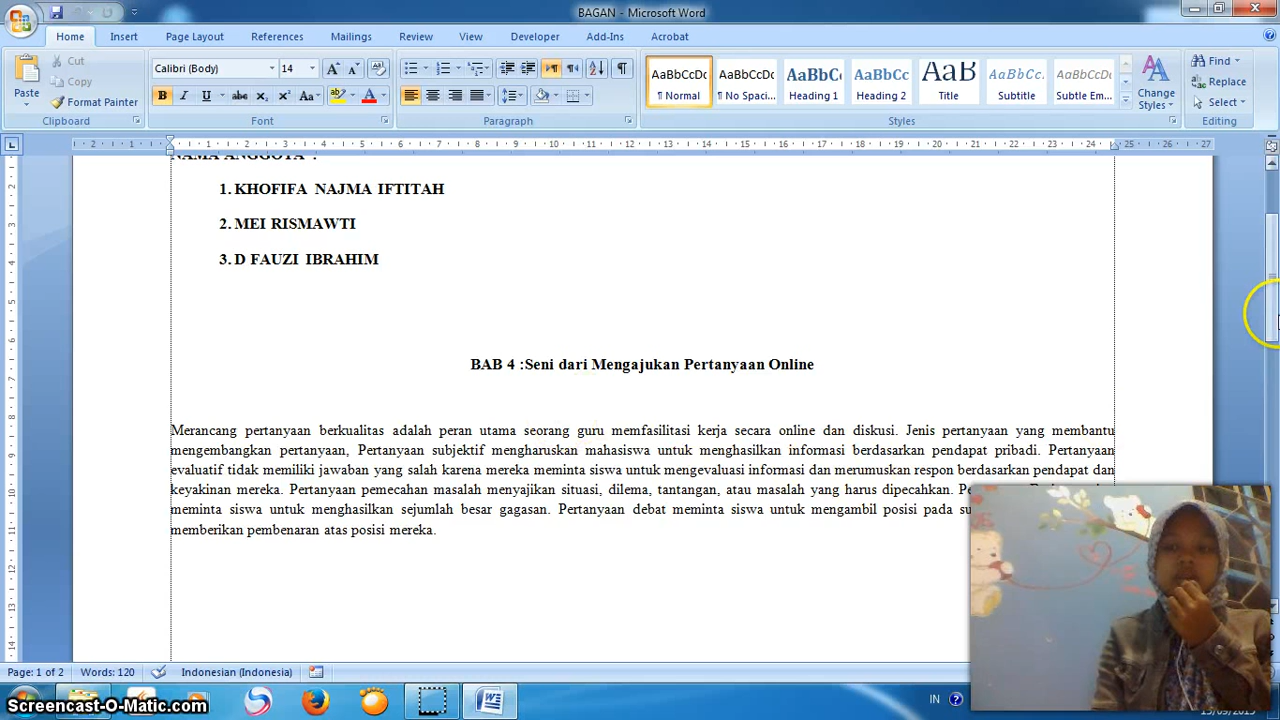 BAGAN - Microsoft Word
Home Insert Page Layout References Mailings Review View Developer Add-Ins Acrobat
Paste
Cut
Copy
Format Painter
Clipboard
Calibri (Body) 14
Font
Paragraph
AaBbCcDc AaBbCcDc AaBbC AaBbCc AaB AaBbCcl AaBbCcDc
¶ Normal ¶ No Spaci... Heading 1 Heading 2 Title Subtitle Subtle Em...
Styles
Change Styles
Find
Replace
Select
Editing
NAMA ANGGOTA :
1. KHOFIFA NAJMA IFTITAH
2. MEI RISMAWTI
3. D FAUZI IBRAHIM
BAB 4 :Seni dari Mengajukan Pertanyaan Online
Merancang pertanyaan berkualitas adalah peran utama seorang guru memfasilitasi kerja secara online dan diskusi. Jenis pertanyaan yang membantu
mengembangkan pertanyaan, Pertanyaan subjektif mengharuskan mahasiswa untuk menghasilkan informasi berdasarkan pendapat pribadi. Pertanyaan
evaluatif tidak memiliki jawaban yang salah karena mereka meminta siswa untuk mengevaluasi informasi dan merumuskan respon berdasarkan pendapat dan
keyakinan mereka. Pertanyaan pemecahan masalah menyajikan situasi, dilema, tantangan, atau masalah yang harus dipecahkan.
meminta siswa untuk menghasilkan sejumlah besar gagasan. Pertanyaan debat meminta siswa untuk mengambil posisi pada
memberikan pembenaran atas posisi mereka.
Page: 1 of 2 Words: 120 Indonesian (Indonesia)
IN
Screencast-O-Matic.com